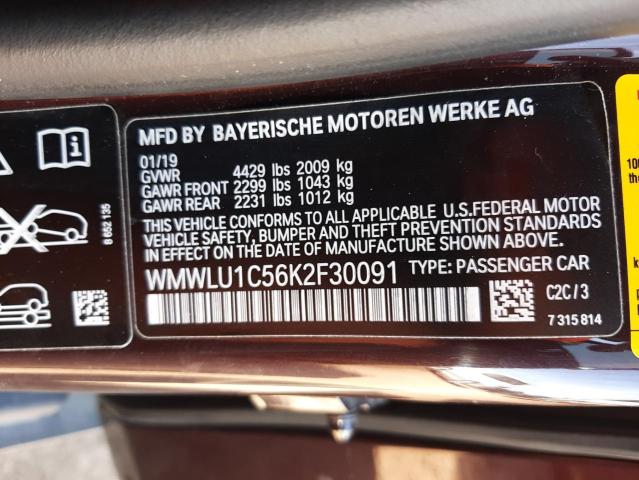 MFD BY BAYERISCHE MOTOREN WERKE AG
01/19
GVWR 4429 lbs 2009 kg
GAWR FRONT 2299 lbs 1043 kg
GAWR REAR 2231 lbs 1012 kg
THIS VEHICLE CONFORMS TO ALL APPLICABLE U.S.FEDERAL MOTOR
VEHICLE SAFETY, BUMPER AND THEFT PREVENTION STANDARDS
IN EFFECT ON THE DATE OF MANUFACTURE SHOWN ABOVE.
WMWLU1C56K2F30091 TYPE: PASSENGER CAR
C2C / 3
7 315 814
8 652 135